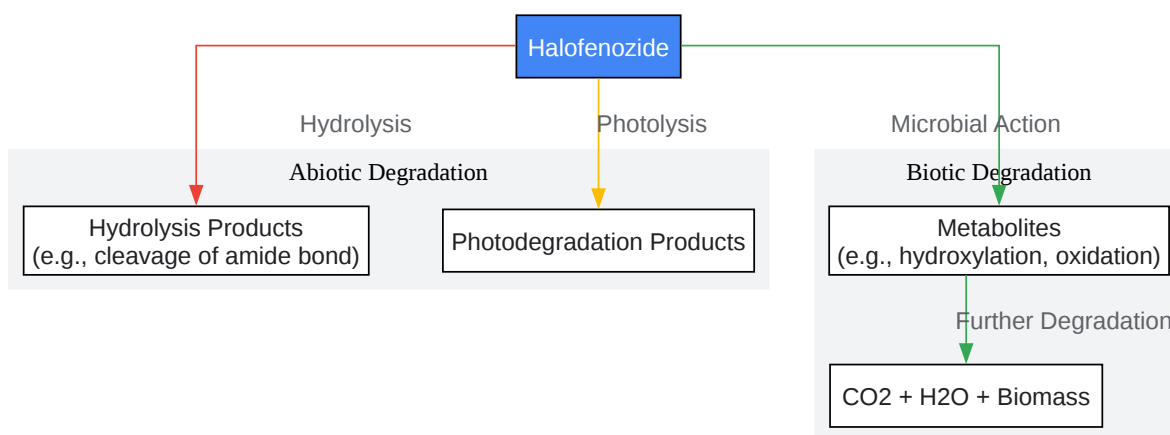 Halofenozide
Hydrolysis
Photolysis
Microbial Action
Abiotic Degradation
Biotic Degradation
Hydrolysis Products
(e.g., cleavage of amide bond)
Photodegradation Products
Metabolites
(e.g., hydroxylation, oxidation)
Further Degradation
CO2 + H2O + Biomass